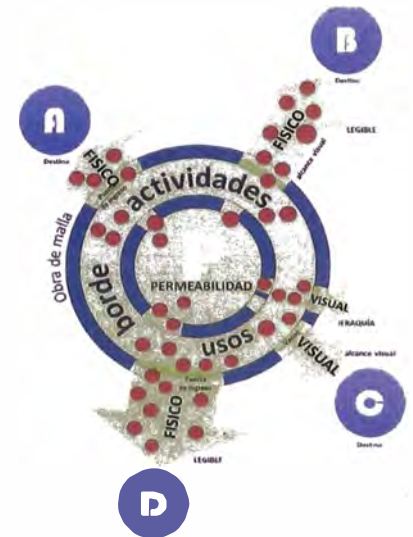 B
Destino
LEGIBLE
FISICO
alcance visual
A
Destino
FISICO
actividades
Obra de malla
borde
PERMEABILIDAD
usos
VISUAL
JERAQUÍA
VISUAL
alcance visual
C
Destino
FISICO
LEGIBLE
D